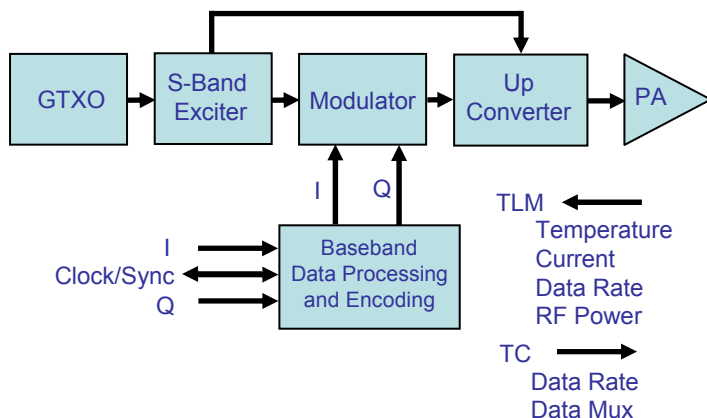 GTXO
S-Band
Exciter
Modulator
Up
Converter
PA
I
Q
I
Clock/Sync
Q
Baseband
Data Processing
and Encoding
TLM
Temperature
Current
Data Rate
RF Power
TC
Data Rate
Data Mux